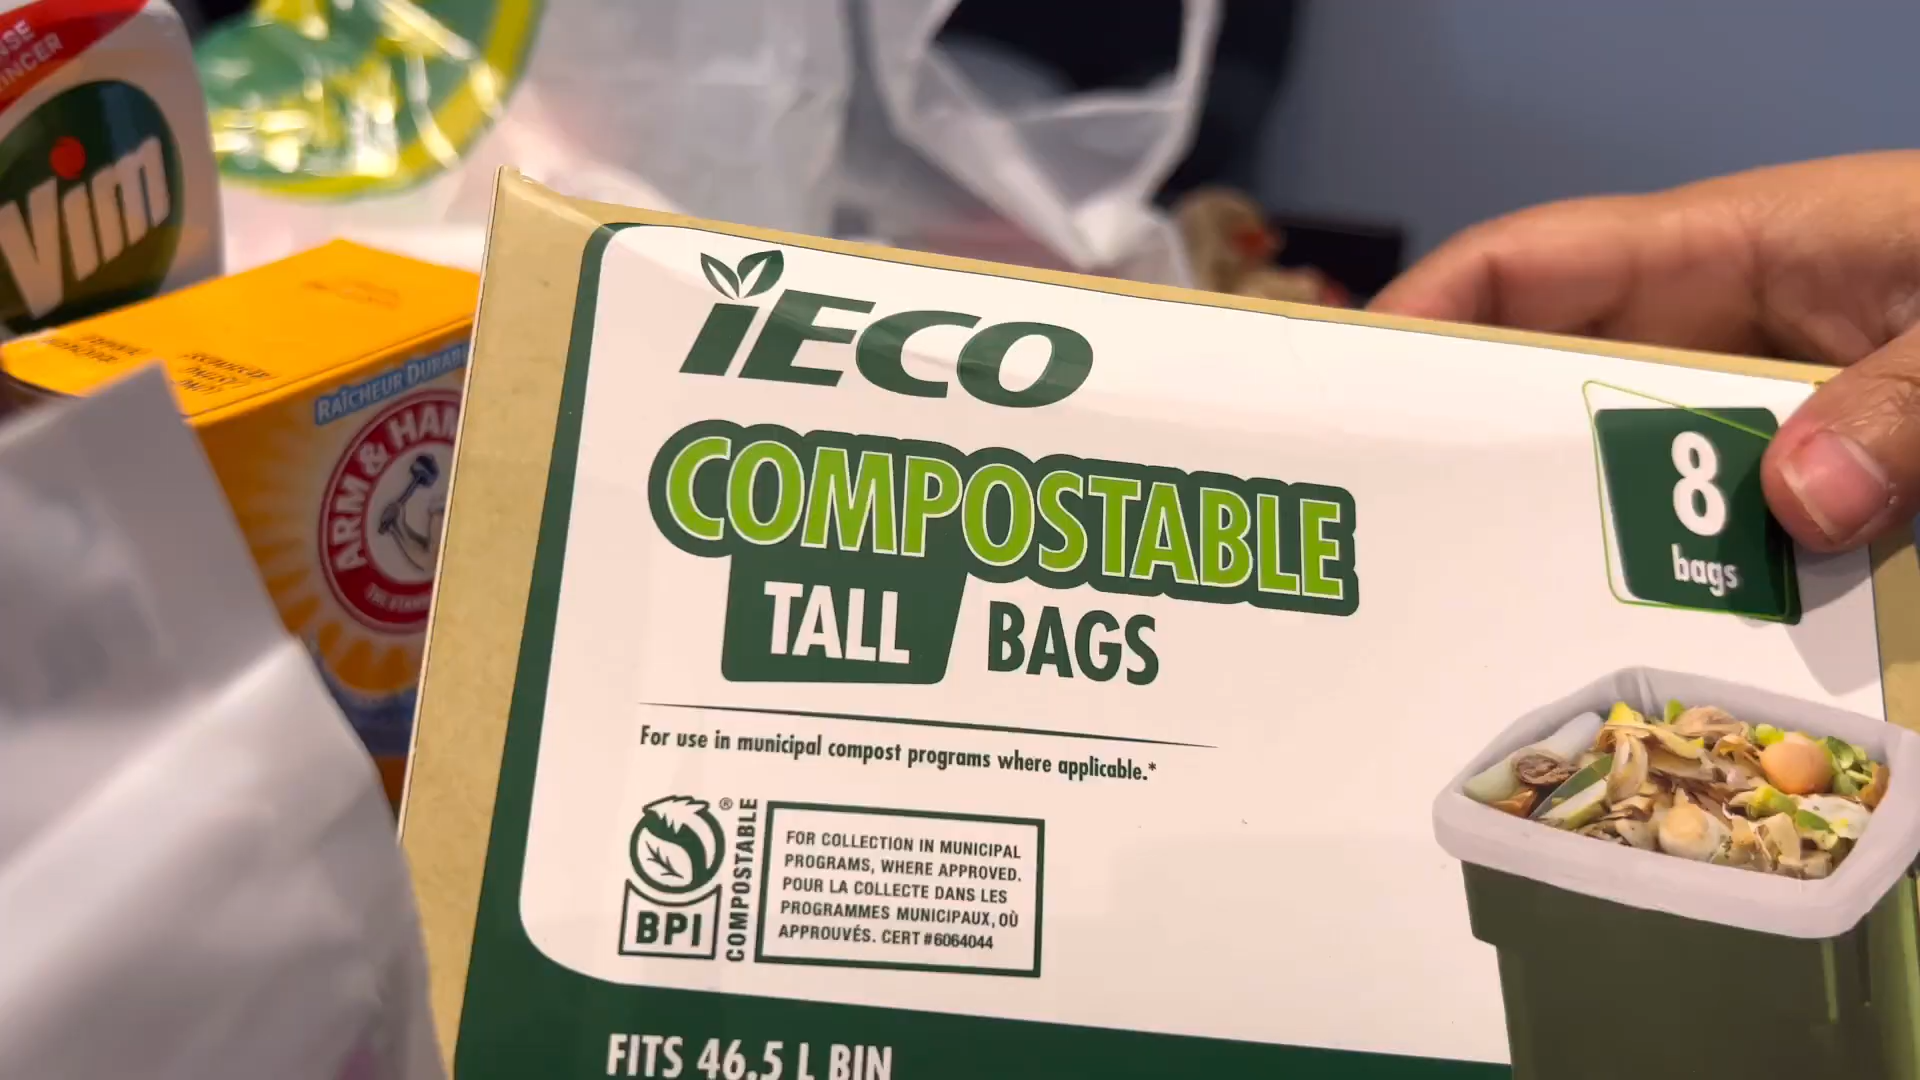 Vim
RAÎCHEUR DURAB
ARM & HAM
iECO
COMPOSTABLE
TALL BAGS
8
bags
For use in municipal compost programs where applicable.*
BPI
®
COMPOSTABLE
FOR COLLECTION IN MUNICIPAL
PROGRAMS, WHERE APPROVED.
POUR LA COLLECTE DANS LES
PROGRAMMES MUNICIPAUX, OÙ
APPROUVÉS. CERT #6064044
FITS 46.5 L BIN